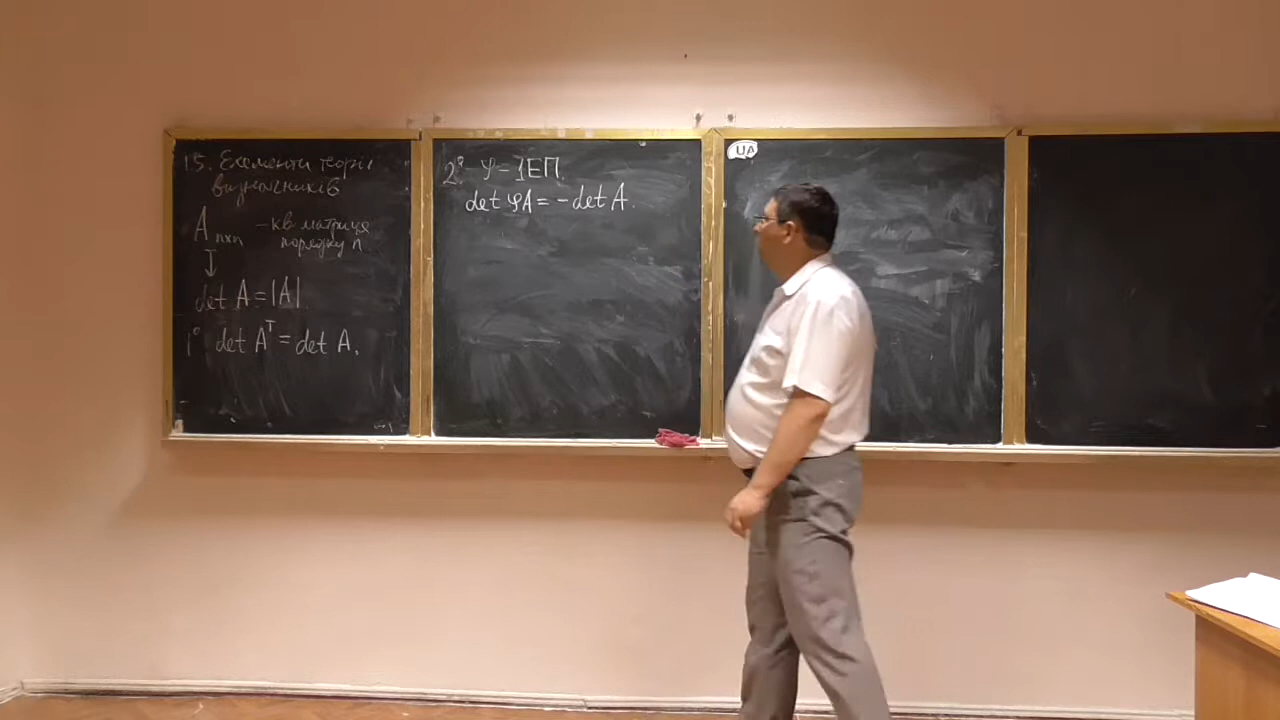 15. Елементи теорії
визначників
A n×n – кв. матриця
порядку n.
↧
det A = |A|.
1° det Aᵀ = det A.
2° φ – 1ЕП.
det φA = – det A.
UA